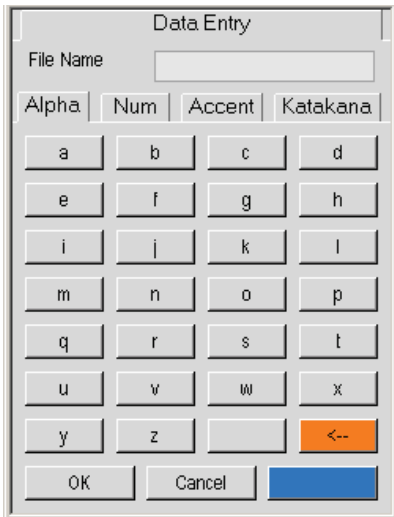 Data Entry
File Name
Alpha Num Accent Katakana
a b c d
e f g h
i j k l
m n o p
q r s t
u v w x
y z <--
OK Cancel